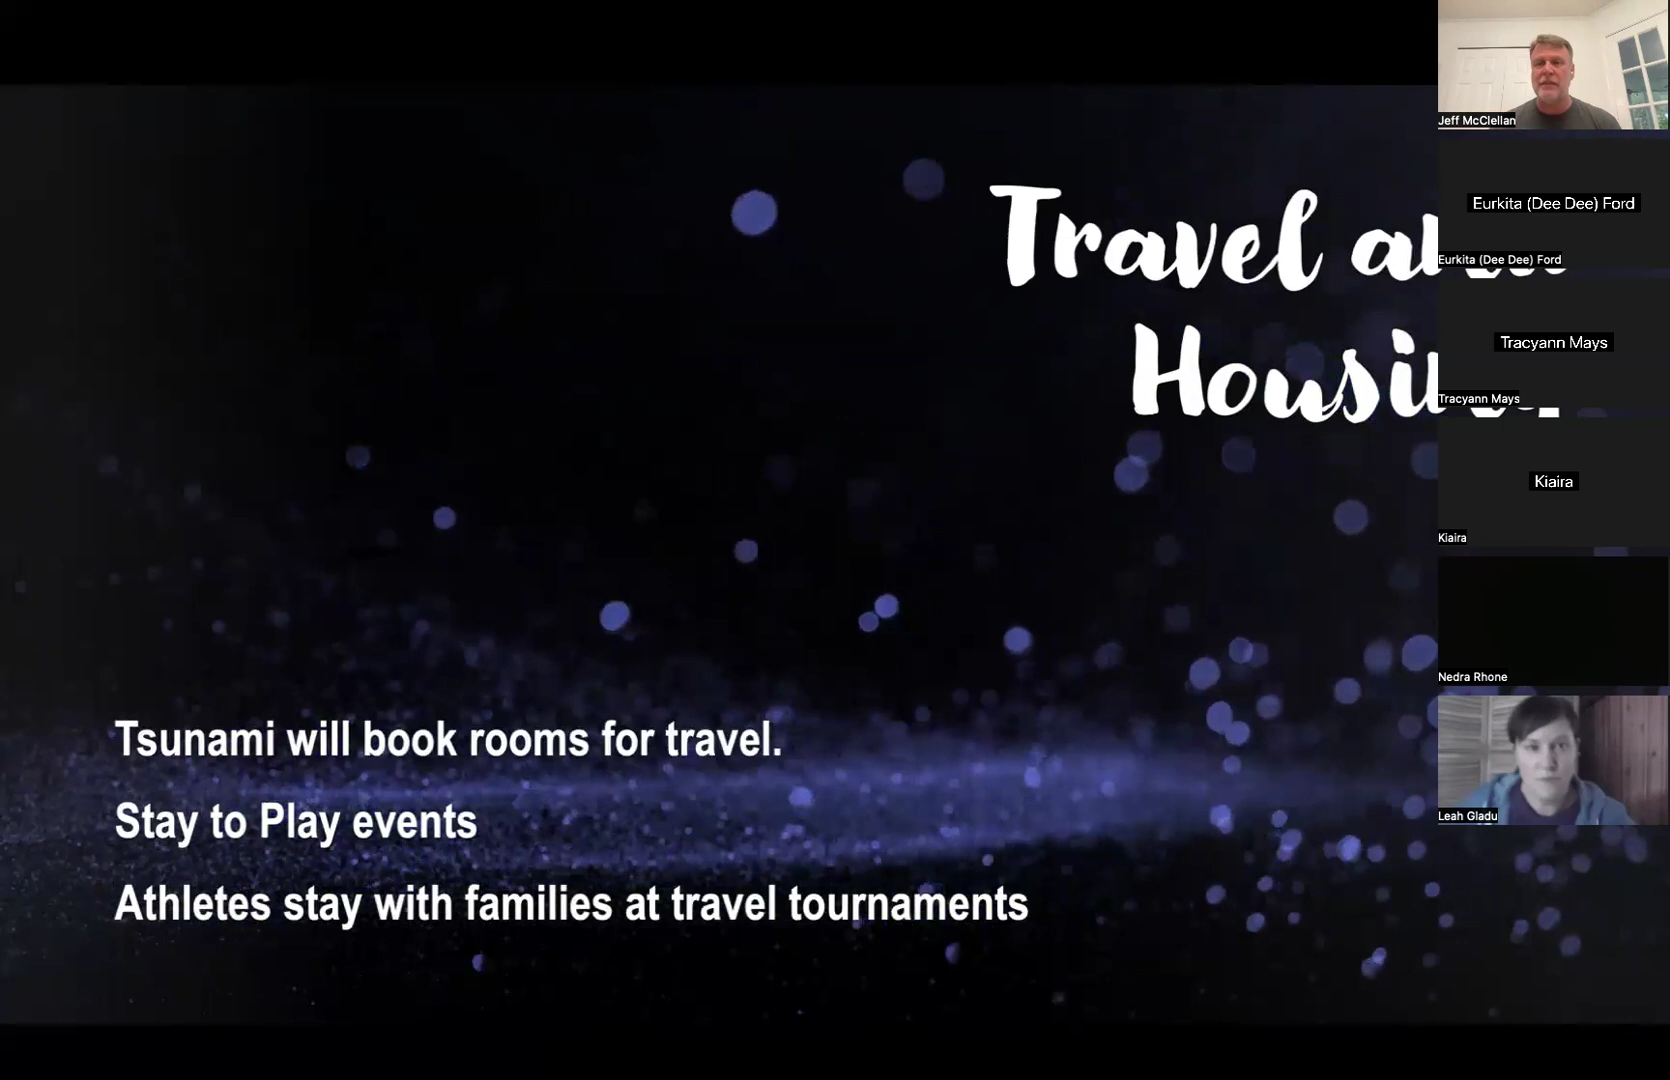 Travel a
Housi
Tsunami will book rooms for travel.
Stay to Play events
Athletes stay with families at travel tournaments
Jeff McClellan
Eurkita (Dee Dee) Ford
Eurkita (Dee Dee) Ford
Tracyann Mays
Tracyann Mays
Kiaira
Kiaira
Nedra Rhone
Leah Gladu